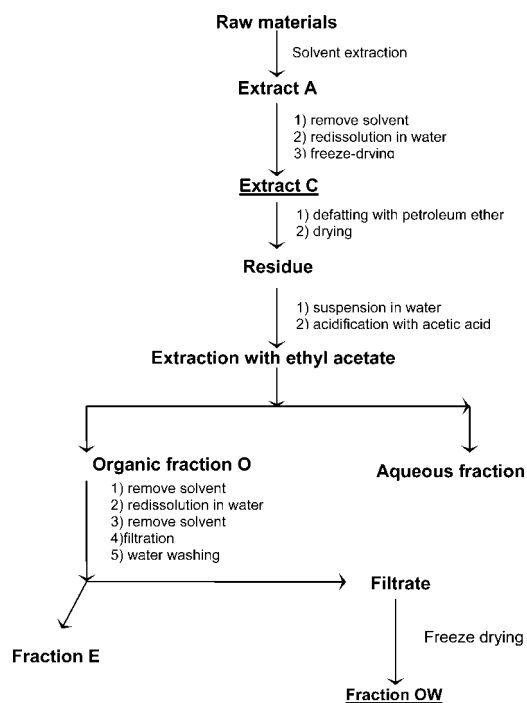 Raw materials
Solvent extraction
Extract A
1) remove solvent
2) redissolution in water
3) freeze-drying
Extract C
1) defatting with petroleum ether
2) drying
Residue
1) suspension in water
2) acidification with acetic acid
Extraction with ethyl acetate
Organic fraction O
Aqueous fraction
1) remove solvent
2) redissolution in water
3) remove solvent
4)filtration
5) water washing
Filtrate
Fraction E
Freeze drying
Fraction OW